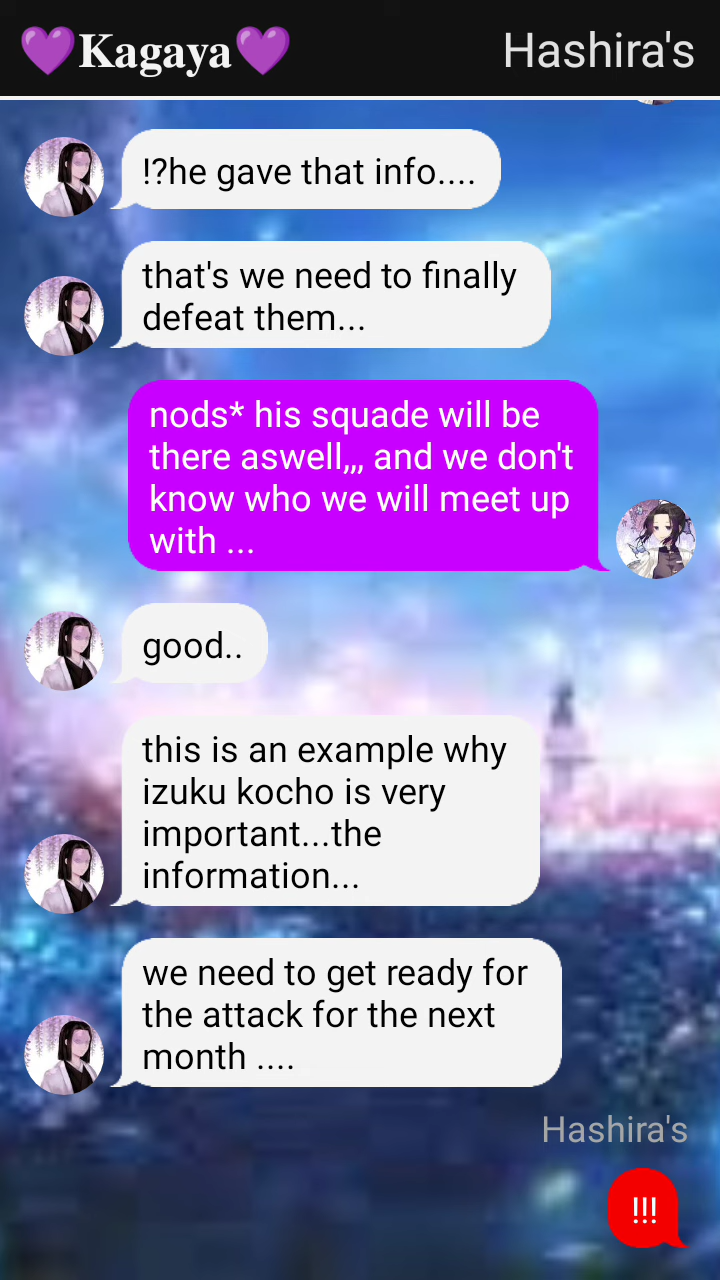 💜Kagaya💜 Hashira's
!?he gave that info....
that's we need to finally
defeat them...
nods* his squade will be
there aswell,,, and we don't
know who we will meet up
with ...
good..
this is an example why
izuku kocho is very
important...the
information...
we need to get ready for
the attack for the next
month ....
Hashira's
!!!